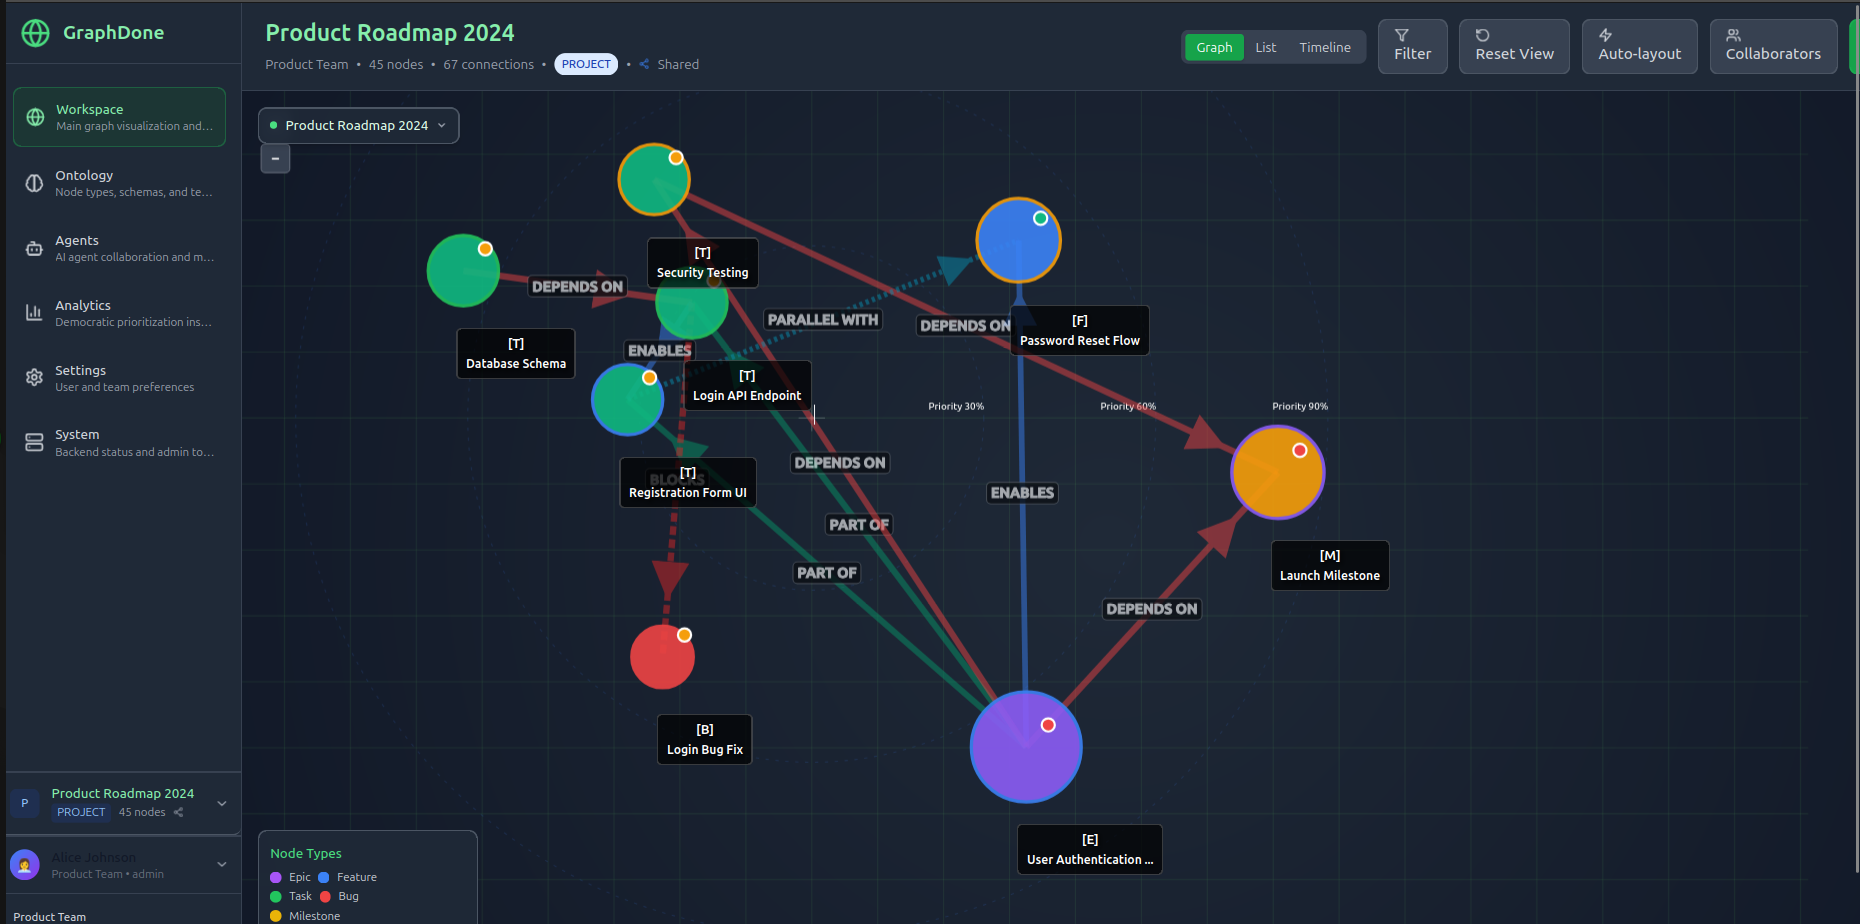 GraphDone
Workspace
Main graph visualization and...
Ontology
Node types, schemas, and te...
Agents
AI agent collaboration and m...
Analytics
Democratic prioritization ins...
Settings
User and team preferences
System
Backend status and admin to...
P
Product Roadmap 2024
PROJECT 45 nodes
Alice Johnson
Product Team • admin
Product Team
Product Roadmap 2024
Product Team • 45 nodes • 67 connections • PROJECT • Shared
Graph List Timeline
Filter
Reset View
Auto-layout
Collaborators
Product Roadmap 2024
-
[T]
Security Testing
DEPENDS ON
[T]
Database Schema
PARALLEL WITH
DEPENDS ON
[F]
Password Reset Flow
ENABLES
[T]
Login API Endpoint
Priority 30%
Priority 60%
Priority 90%
DEPENDS ON
BLOCKS
[T]
Registration Form UI
ENABLES
PART OF
PART OF
[M]
Launch Milestone
DEPENDS ON
[B]
Login Bug Fix
[E]
User Authentication ...
Node Types
Epic Feature
Task Bug
Milestone